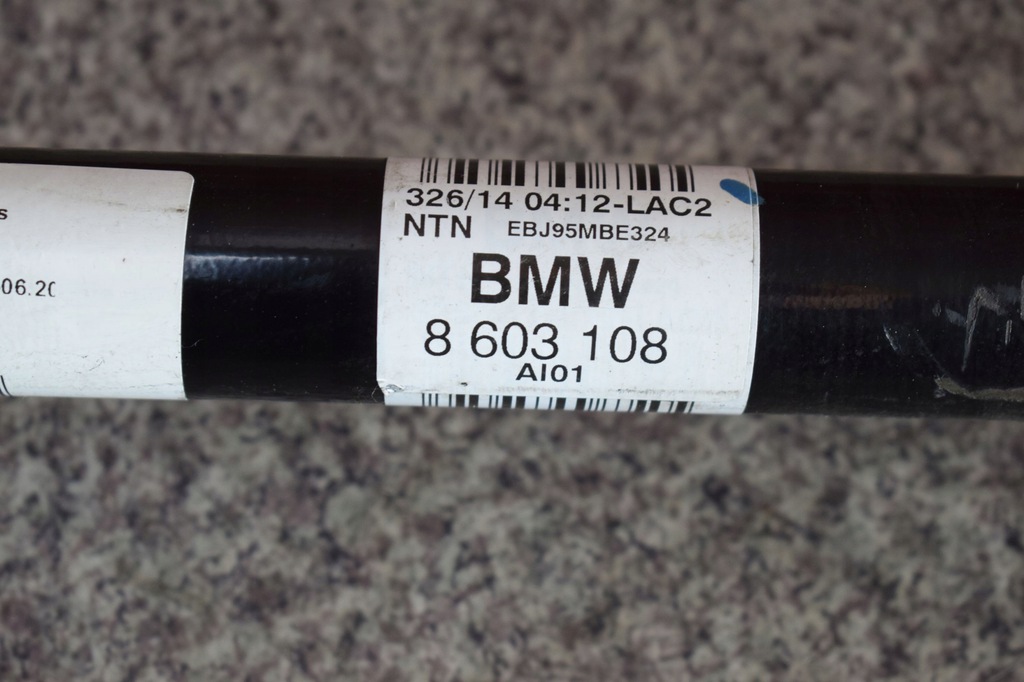 s
06.20
326/14 04:12-LAC2
NTN EBJ95MBE324
BMW
8 603 108
AI01